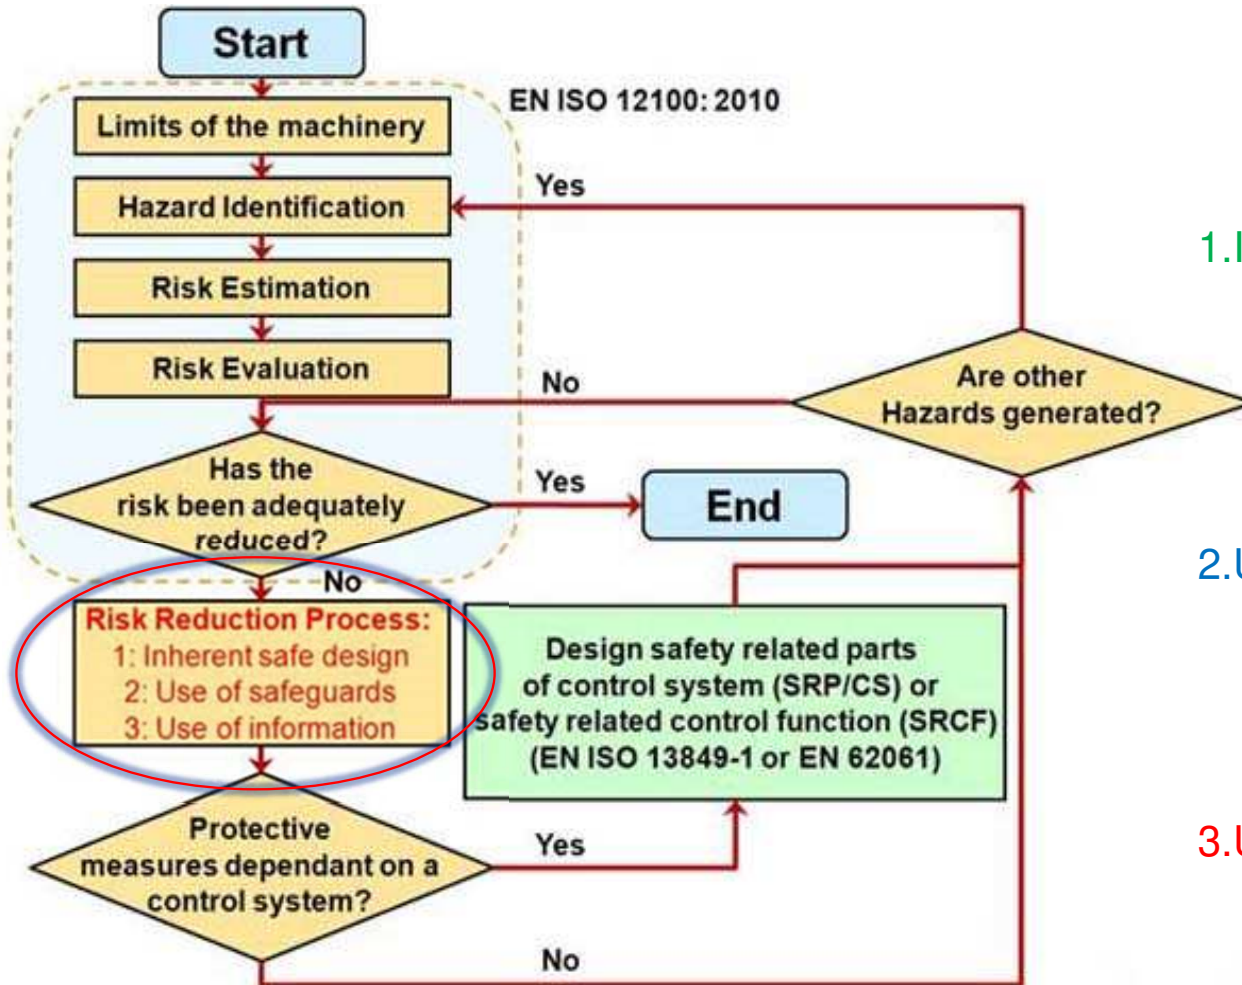 Start
EN ISO 12100: 2010
Limits of the machinery
Hazard Identification
Yes
Risk Estimation
Risk Evaluation
No
Are other
Hazards generated?
Has the
risk been adequately
reduced?
Yes
End
No
Risk Reduction Process:
1: Inherent safe design
2: Use of safeguards
3: Use of information
Design safety related parts
of control system (SRP/CS) or
safety related control function (SRCF)
(EN ISO 13849-1 or EN 62061)
Protective
measures dependant on a
control system?
Yes
No
1.I
2.U
3.U